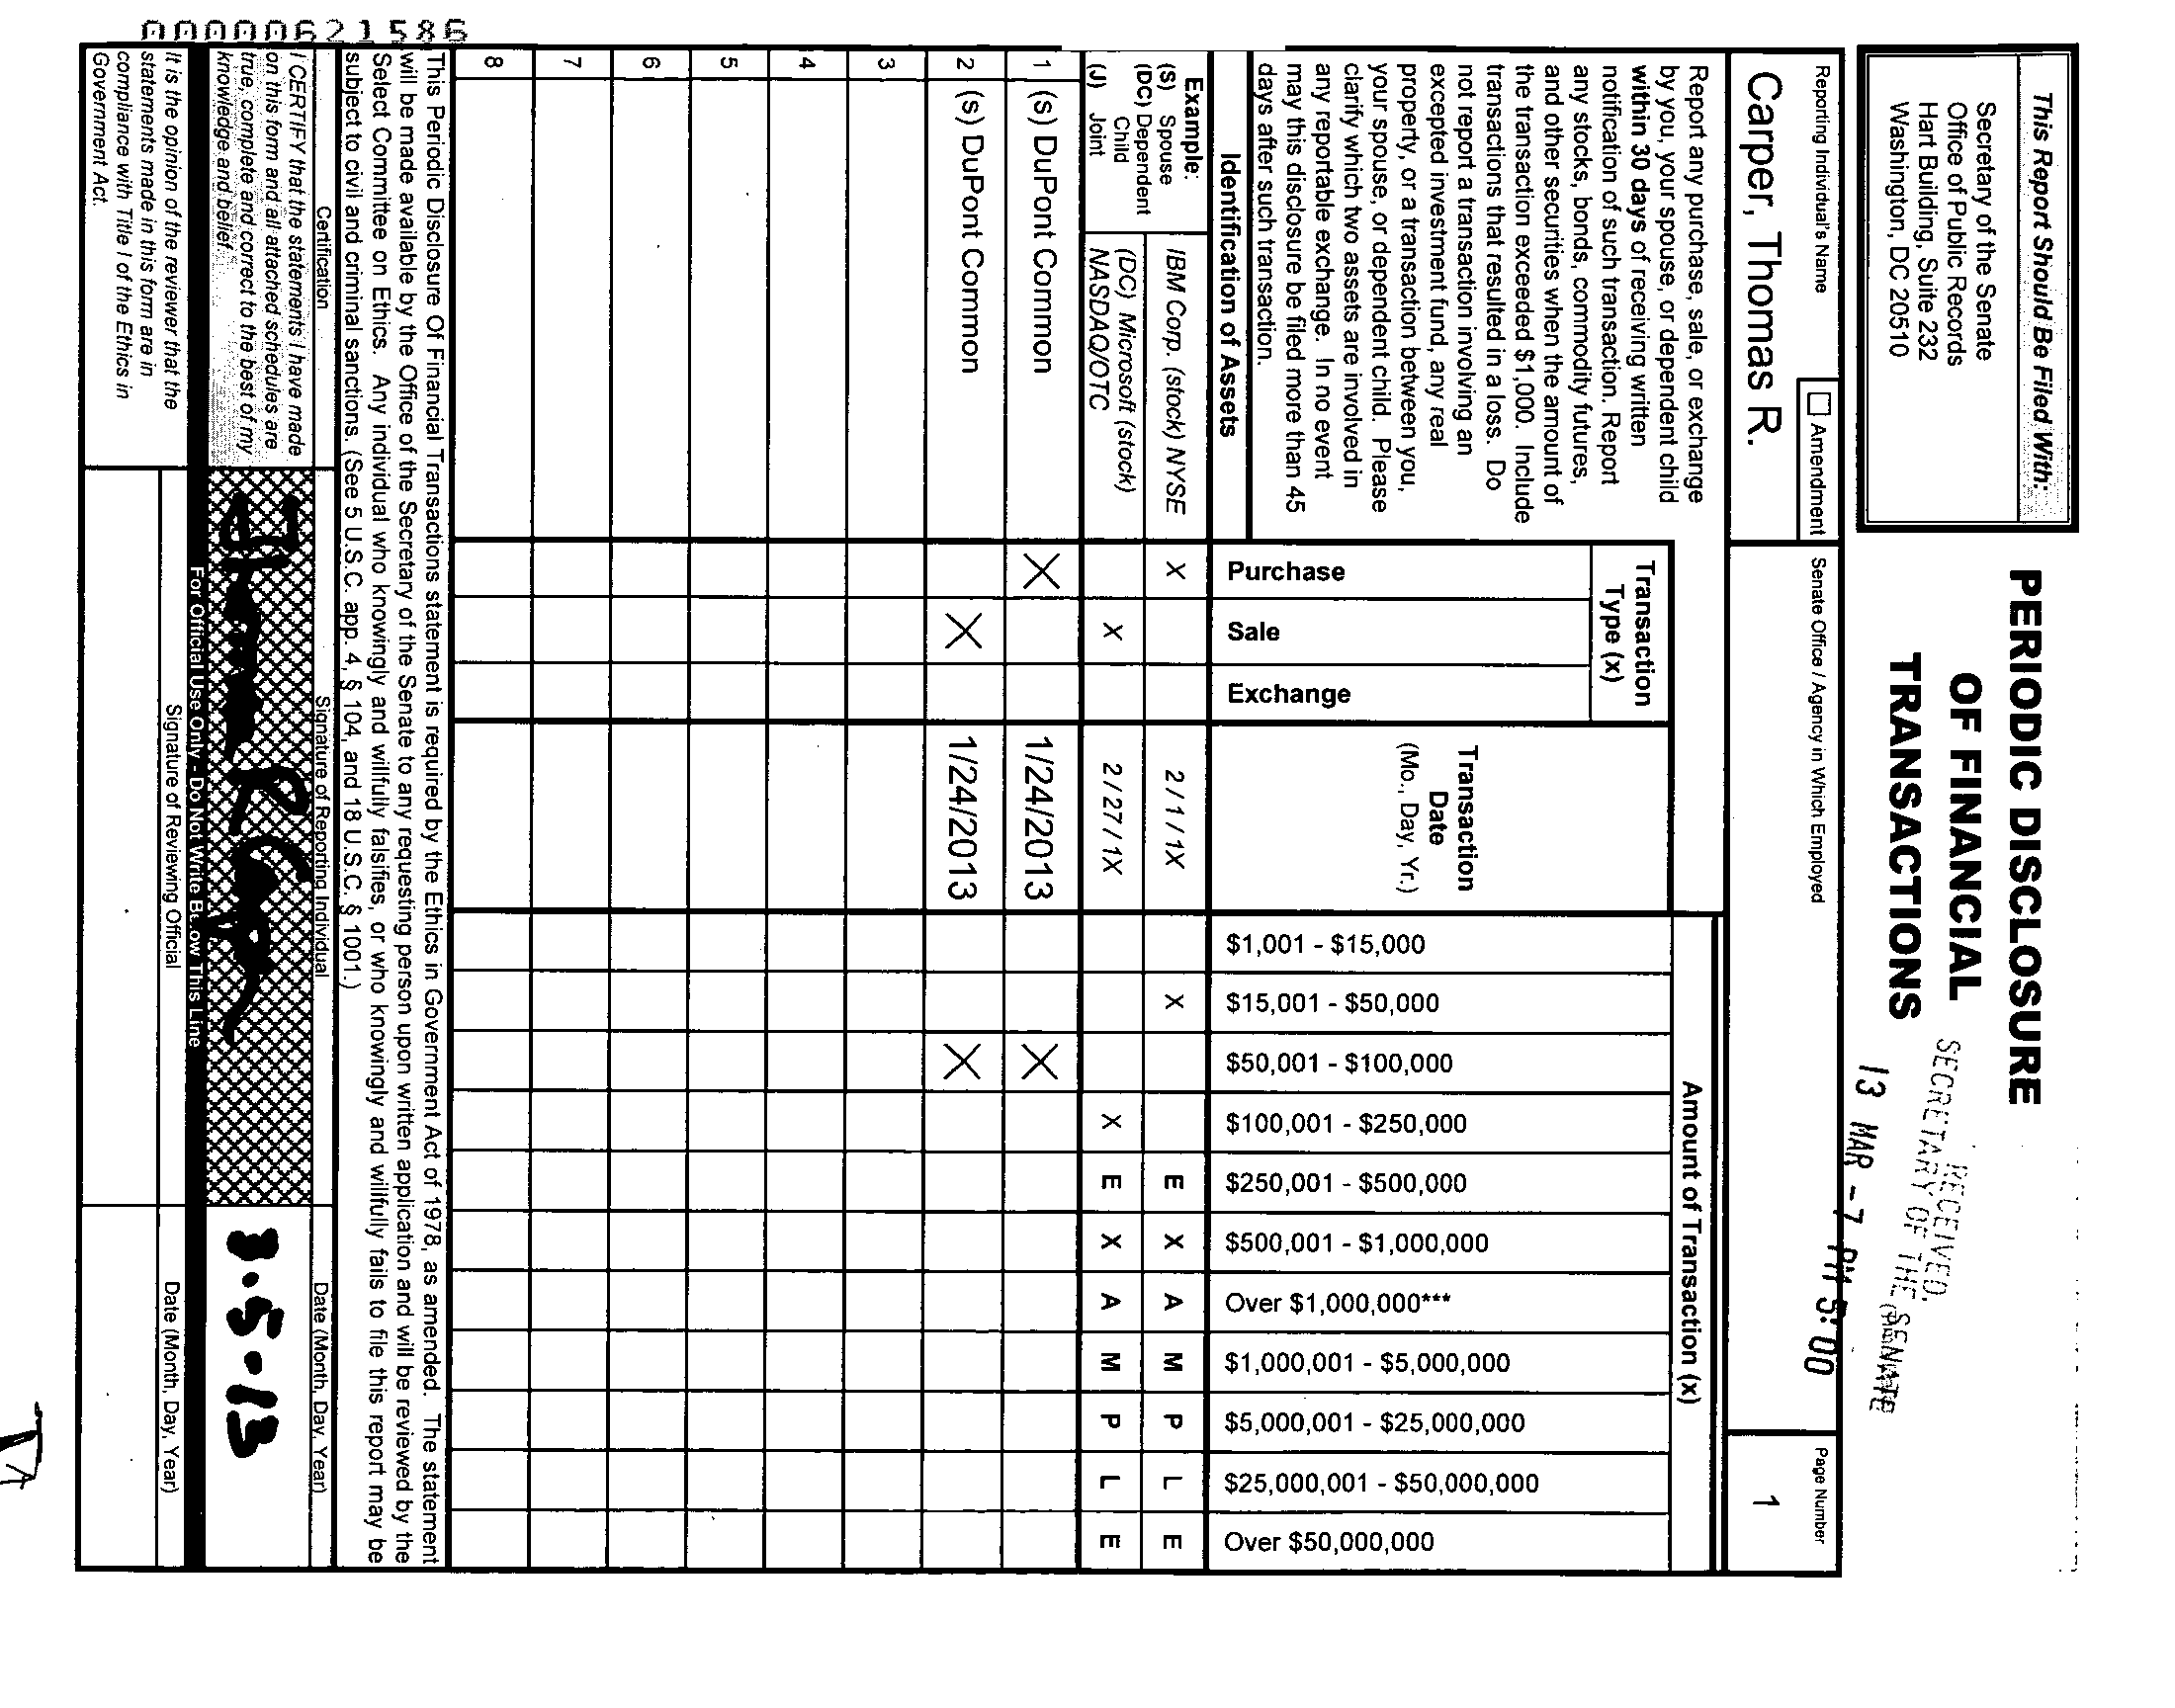 This Report Should Be Filed With:
Secretary of the Senate
Office of Public Records
Hart Building, Suite 232
Washington, DC 20510
PERIODIC DISCLOSURE
OF FINANCIAL
TRANSACTIONS
RECEIVED
SECRETARY OF THE SENATE
13 MAR -7 PM 5:00
Reporting Individual's Name
Carper, Thomas R.
Amendment
Senate Office / Agency in Which Employed
Page Number
1
Report any purchase, sale, or exchange
by you, your spouse, or dependent child
within 30 days of receiving written
notification of such transaction. Report
any stocks, bonds, commodity futures,
and other securities when the amount of
the transaction exceeded $1,000. Include
transactions that resulted in a loss. Do
not report a transaction involving an
excepted investment fund, any real
property, or a transaction between you,
your spouse, or dependent child. Please
clarify which two assets are involved in
any reportable exchange. In no event
may this disclosure be filed more than 45
days after such transaction.
Identification of Assets
Transaction
Type (x)
Purchase
Sale
Exchange
Transaction
Date
(Mo., Day, Yr.)
Amount of Transaction (x)
$1,001 - $15,000
$15,001 - $50,000
$50,001 - $100,000
$100,001 - $250,000
$250,001 - $500,000
$500,001 - $1,000,000
Over $1,000,000***
$1,000,001 - $5,000,000
$5,000,001 - $25,000,000
$25,000,001 - $50,000,000
Over $50,000,000
Example:
(S) Spouse
(DC) Dependent
Child
(J) Joint
IBM Corp. (stock) NYSE X 2 / 1 / 1X X E X A M P L E
(DC) Microsoft (stock)
NASDAQ/OTC X 2 / 27 / 1X X E X A M P L E
1 (s) DuPont Common X 1/24/2013 X
2 (s) DuPont Common X 1/24/2013 X
3
4
5
6
7
8
This Periodic Disclosure Of Financial Transactions statement is required by the Ethics in Government Act of 1978, as amended. The statement
will be made available by the Office of the Secretary of the Senate to any requesting person upon written application and will be reviewed by the
Select Committee on Ethics. Any individual who knowingly and willfully falsifies, or who knowingly and willfully fails to file this report may be
subject to civil and criminal sanctions. (See 5 U.S.C. app. 4, § 104, and 18 U.S.C. § 1001.)
Certification
Signature of Reporting Individual
Date (Month, Day, Year)
I CERTIFY that the statements I have made
on this form and all attached schedules are
true, complete and correct to the best of my
knowledge and belief.
3.5.13
For Official Use Only - Do Not Write Below This Line
It is the opinion of the reviewer that the
statements made in this form are in
compliance with Title I of the Ethics in
Government Act.
Signature of Reviewing Official
Date (Month, Day, Year)
00000621586